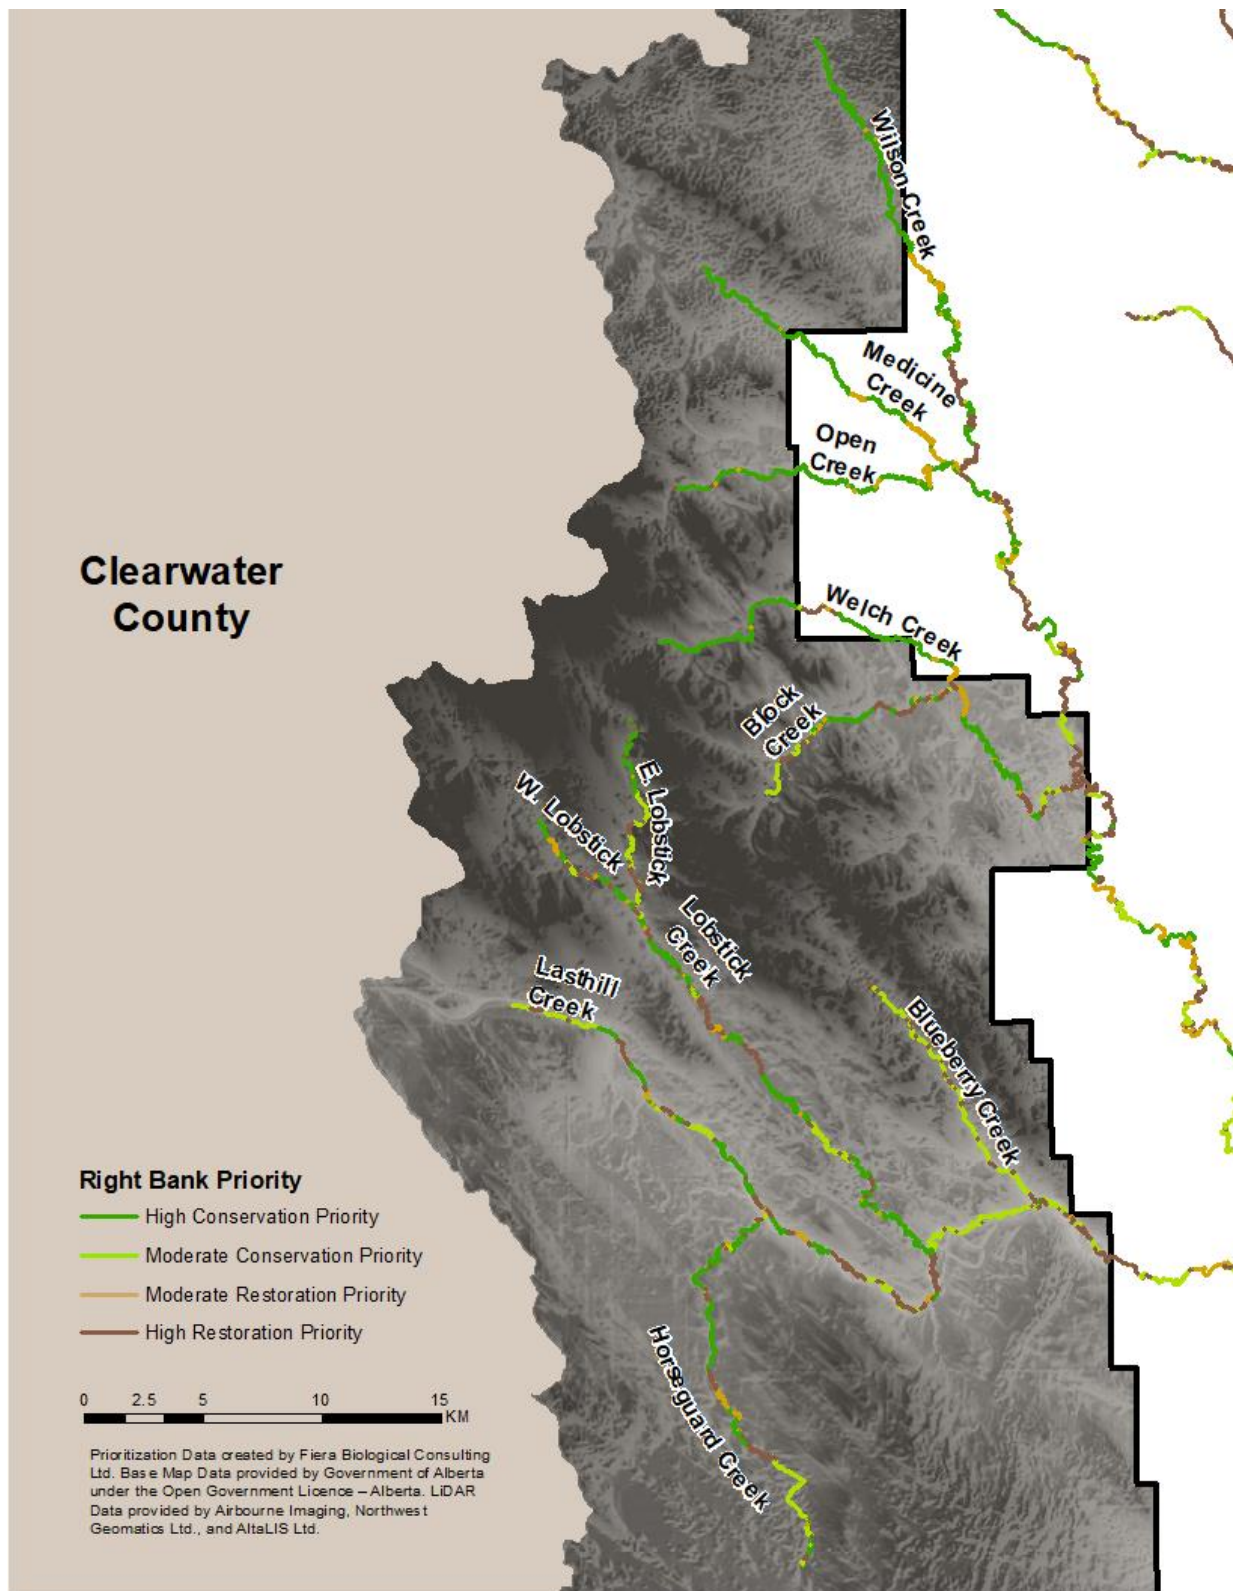 Wilson Creek
Medicine
Creek
Open
Creek
Clearwater
County
Welch Creek
Block
Creek
E. Lobstick
W. Lobstick
Lobstick
Creek
Lasthill
Creek
Blueberry Creek
Right Bank Priority
High Conservation Priority
Moderate Conservation Priority
Moderate Restoration Priority
High Restoration Priority
Horseguard Creek
0 2.5 5 10 15
KM
Prioritization Data created by Fiera Biological Consulting
Ltd. Base Map Data provided by Government of Alberta
under the Open Government Licence – Alberta. LiDAR
Data provided by Airbourne Imaging, Northwest
Geomatics Ltd., and AltaLIS Ltd.